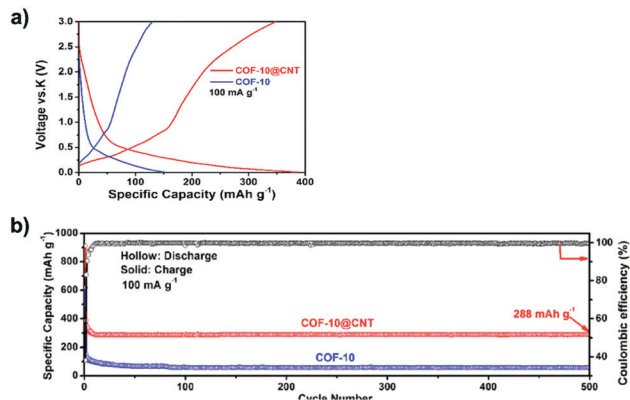 a)
3.0
2.5
2.0
1.5
1.0
0.5
0.0
Voltage vs.K (V)
COF-10@CNT
COF-10
100 mA g-1
0 100 200 300 400
Specific Capacity (mAh g-1)
b)
1000
800
600
400
200
0
Specific Capacity (mAh g-1)
Hollow: Discharge
Solid: Charge
100 mA g-1
COF-10@CNT
288 mAh g-1
COF-10
100
80
60
40
Coulombic efficiency (%)
0 100 200 300 400 500
Cycle Number